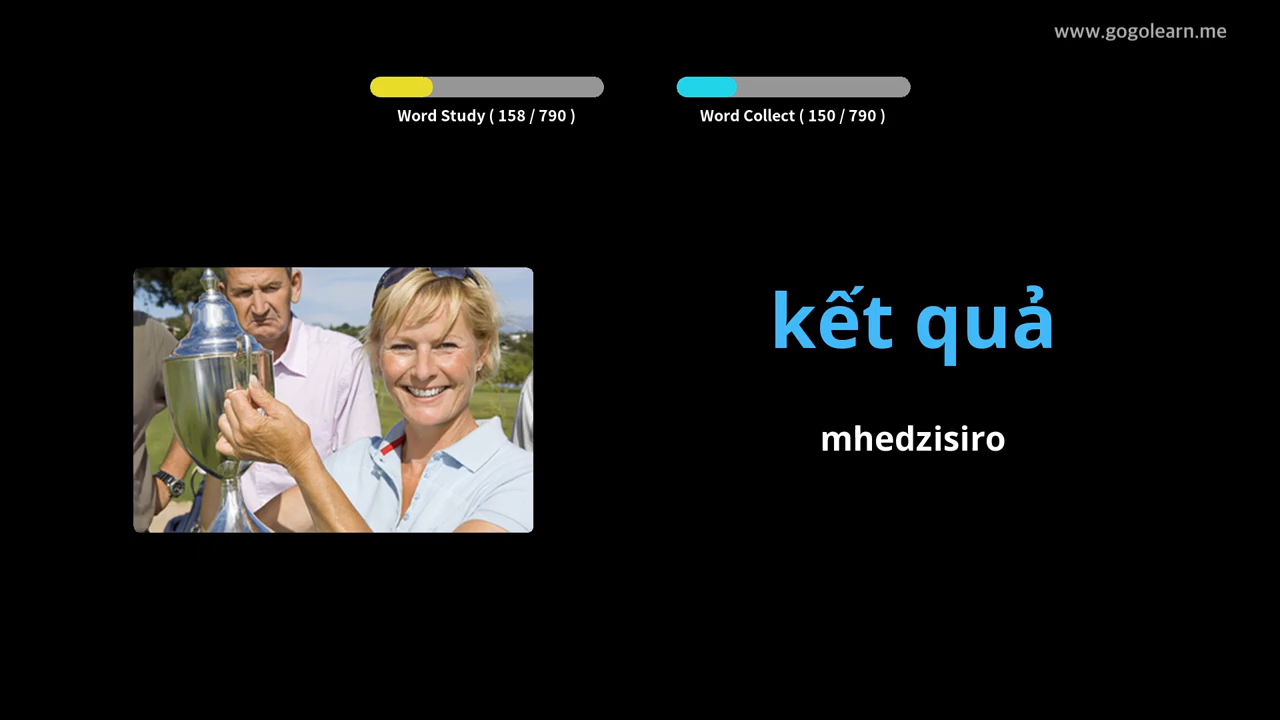 www.gogolearn.me
Word Study ( 158 / 790 )
Word Collect ( 150 / 790 )
kết quả
mhedzisiro